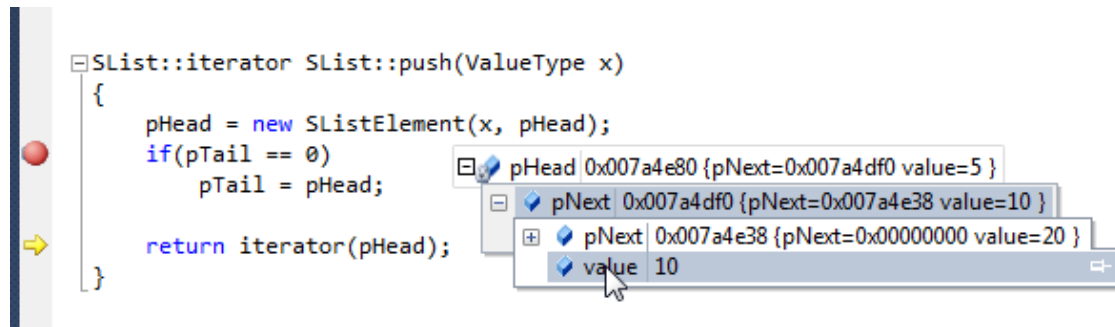 SList::iterator SList::push(ValueType x)
{
pHead = new SListElement(x, pHead);
if(pTail == 0)
pHead 0x007a4e80 {pNext=0x007a4df0 value=5 }
pTail = pHead;
pNext 0x007a4df0 {pNext=0x007a4e38 value=10 }
return iterator(pHead);
pNext 0x007a4e38 {pNext=0x00000000 value=20 }
value 10
}